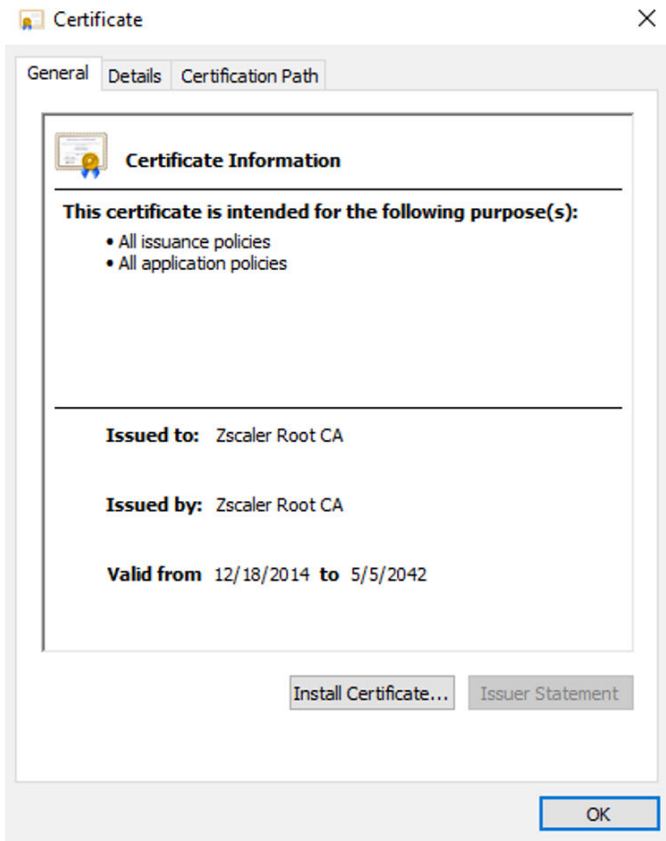 Certificate
General Details Certification Path
Certificate Information
This certificate is intended for the following purpose(s):
• All issuance policies
• All application policies
Issued to: Zscaler Root CA
Issued by: Zscaler Root CA
Valid from 12/18/2014 to 5/5/2042
Install Certificate... Issuer Statement
OK